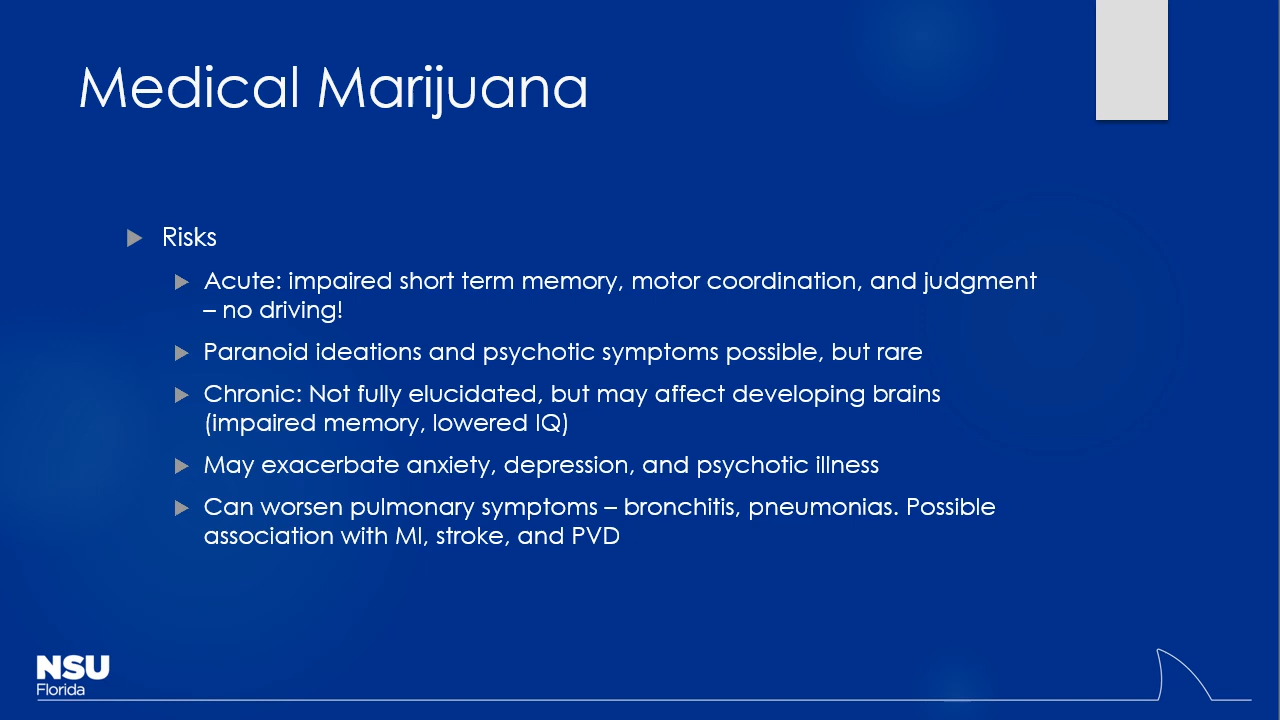 Medical Marijuana
Risks
Acute: impaired short term memory, motor coordination, and judgment
– no driving!
Paranoid ideations and psychotic symptoms possible, but rare
Chronic: Not fully elucidated, but may affect developing brains
(impaired memory, lowered IQ)
May exacerbate anxiety, depression, and psychotic illness
Can worsen pulmonary symptoms – bronchitis, pneumonias. Possible
association with MI, stroke, and PVD
NSU
Florida